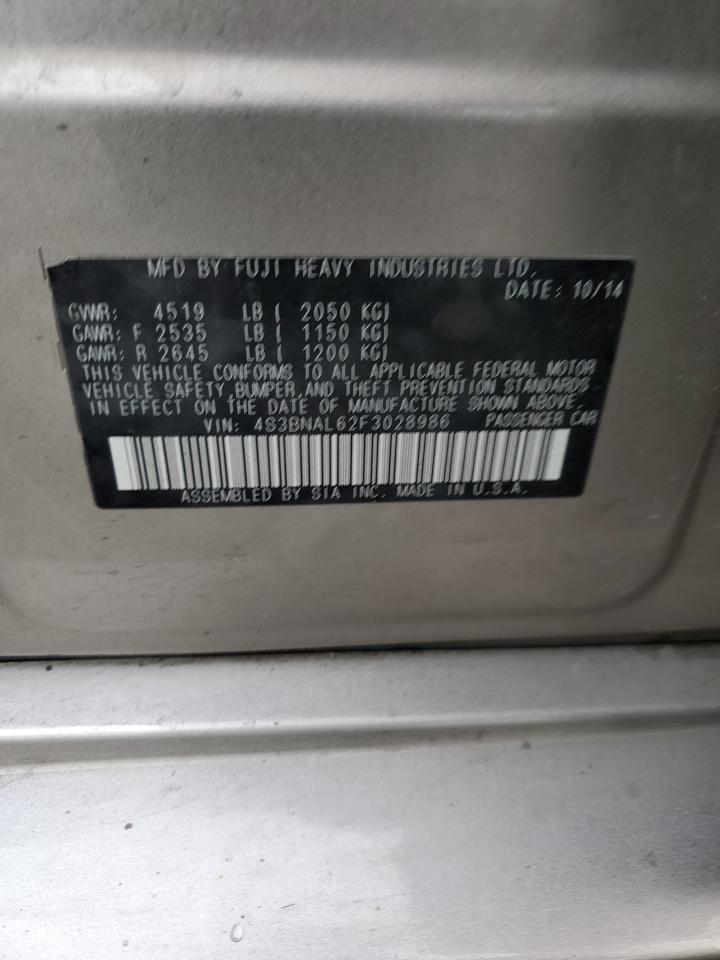 MFD BY FUJI HEAVY INDUSTRIES LTD.
DATE: 10/14
GVWR: 4519 LB ( 2050 KG)
GAWR: F 2535 LB ( 1150 KG)
GAWR: R 2645 LB ( 1200 KG)
THIS VEHICLE CONFORMS TO ALL APPLICABLE FEDERAL MOTOR
VEHICLE SAFETY,BUMPER,AND THEFT PREVENTION STANDARDS
IN EFFECT ON THE DATE OF MANUFACTURE SHOWN ABOVE.
VIN: 4S3BNAL62F3028986 PASSENGER CAR
ASSEMBLED BY SIA INC. MADE IN U.S.A.